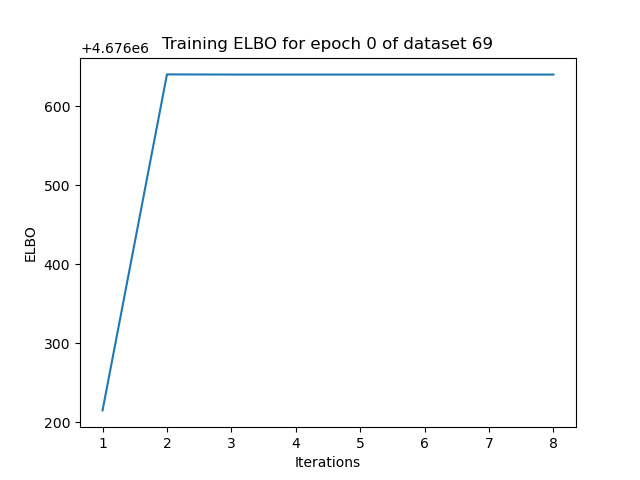 +4.676e6
Training ELBO for epoch 0 of dataset 69
600
500
400
300
200
ELBO
1 2 3 4 5 6 7 8
Iterations